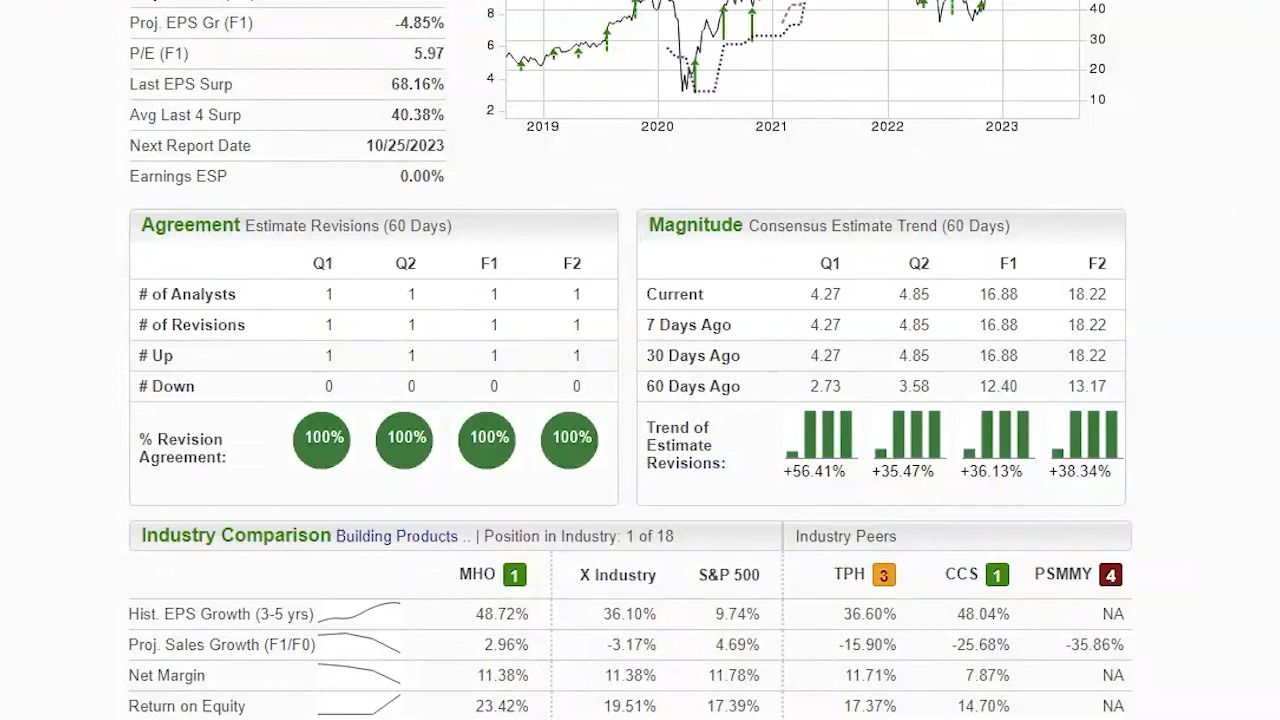 Proj. EPS Gr (F1) -4.85%
P/E (F1) 5.97
Last EPS Surp 68.16%
Avg Last 4 Surp 40.38%
Next Report Date 10/25/2023
Earnings ESP 0.00%
8 40
6 30
4 20
2 10
2019 2020 2021 2022 2023
Agreement Estimate Revisions (60 Days)
Q1 Q2 F1 F2
# of Analysts 1 1 1 1
# of Revisions 1 1 1 1
# Up 1 1 1 1
# Down 0 0 0 0
% Revision
Agreement:
100% 100% 100% 100%
Magnitude Consensus Estimate Trend (60 Days)
Q1 Q2 F1 F2
Current 4.27 4.85 16.88 18.22
7 Days Ago 4.27 4.85 16.88 18.22
30 Days Ago 4.27 4.85 16.88 18.22
60 Days Ago 2.73 3.58 12.40 13.17
Trend of
Estimate
Revisions:
+56.41% +35.47% +36.13% +38.34%
Industry Comparison Building Products .. | Position in Industry: 1 of 18 Industry Peers
MHO 1 X Industry S&P 500 TPH 3 CCS 1 PSMMY 4
Hist. EPS Growth (3-5 yrs) 48.72% 36.10% 9.74% 36.60% 48.04% NA
Proj. Sales Growth (F1/F0) 2.96% -3.17% 4.69% -15.90% -25.68% -35.86%
Net Margin 11.38% 11.38% 11.78% 11.71% 7.87% NA
Return on Equity 23.42% 19.51% 17.39% 17.37% 14.70% NA